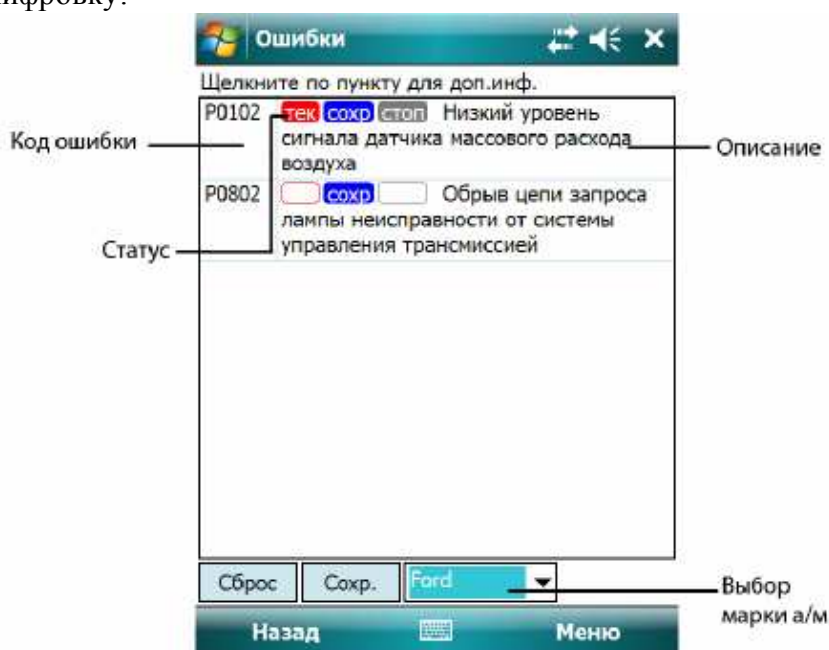 Ошибки
Щелкните по пункту для доп.инф.
P0102 тек сохр стоп Низкий уровень
сигнала датчика массового расхода
воздуха
Код ошибки
Описание
P0802 сохр Обрыв цепи запроса
лампы неисправности от системы
управления трансмиссией
Статус
Сброс Сохр. Ford
Выбор
марки а/м
Назад Меню